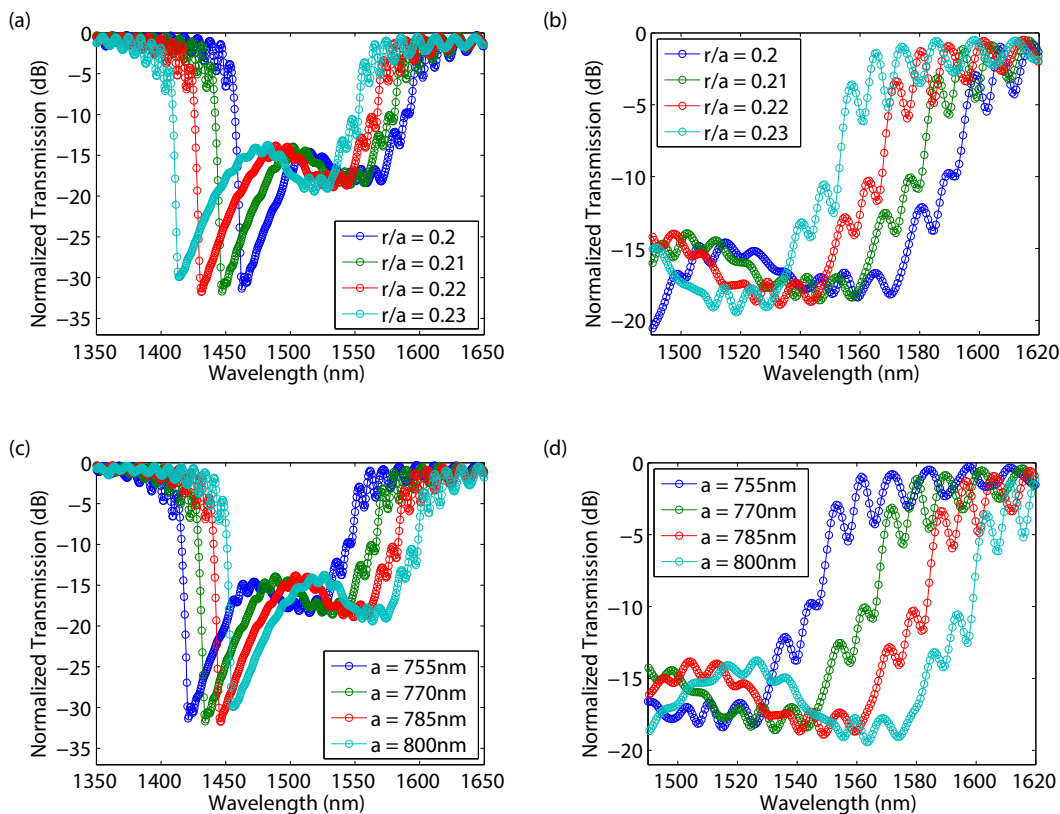 (a)
0
−5
−10
−15
−20
−25
−30
−35
1350 1400 1450 1500 1550 1600 1650
Wavelength (nm)
Normalized Transmission (dB)
r/a = 0.2
r/a = 0.21
r/a = 0.22
r/a = 0.23
(b)
0
−5
−10
−15
−20
1500 1520 1540 1560 1580 1600 1620
Wavelength (nm)
Normalized Transmission (dB)
r/a = 0.2
r/a = 0.21
r/a = 0.22
r/a = 0.23
(c)
0
−5
−10
−15
−20
−25
−30
−35
1350 1400 1450 1500 1550 1600 1650
Wavelength (nm)
Normalized Transmission (dB)
a = 755nm
a = 770nm
a = 785nm
a = 800nm
(d)
0
−5
−10
−15
−20
1500 1520 1540 1560 1580 1600 1620
Wavelength (nm)
Normalized Transmission (dB)
a = 755nm
a = 770nm
a = 785nm
a = 800nm